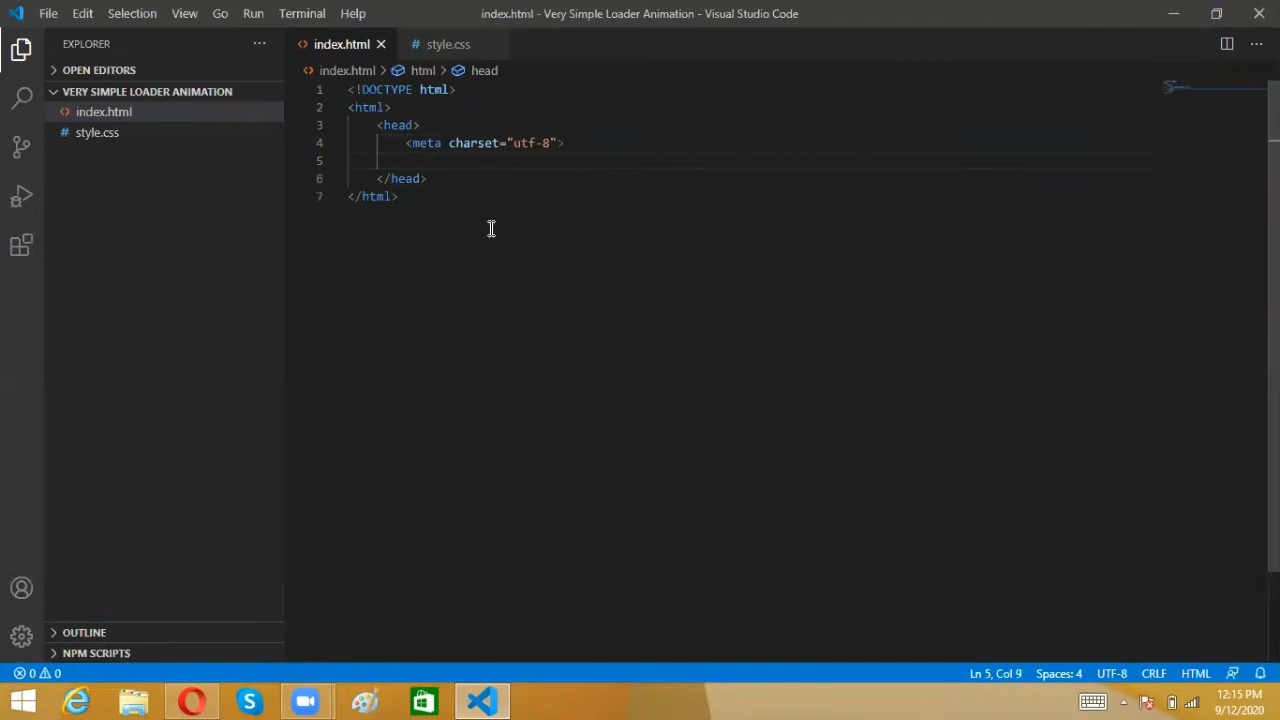 File Edit Selection View Go Run Terminal Help
index.html - Very Simple Loader Animation - Visual Studio Code
EXPLORER
OPEN EDITORS
VERY SIMPLE LOADER ANIMATION
index.html
# style.css
OUTLINE
NPM SCRIPTS
index.html # style.css
index.html > html > head
1 <!DOCTYPE html>
2 <html>
3 <head>
4 <meta charset="utf-8">
5
6 </head>
7 </html>
0 0
Ln 5, Col 9 Spaces: 4 UTF-8 CRLF HTML
12:15 PM
9/12/2020